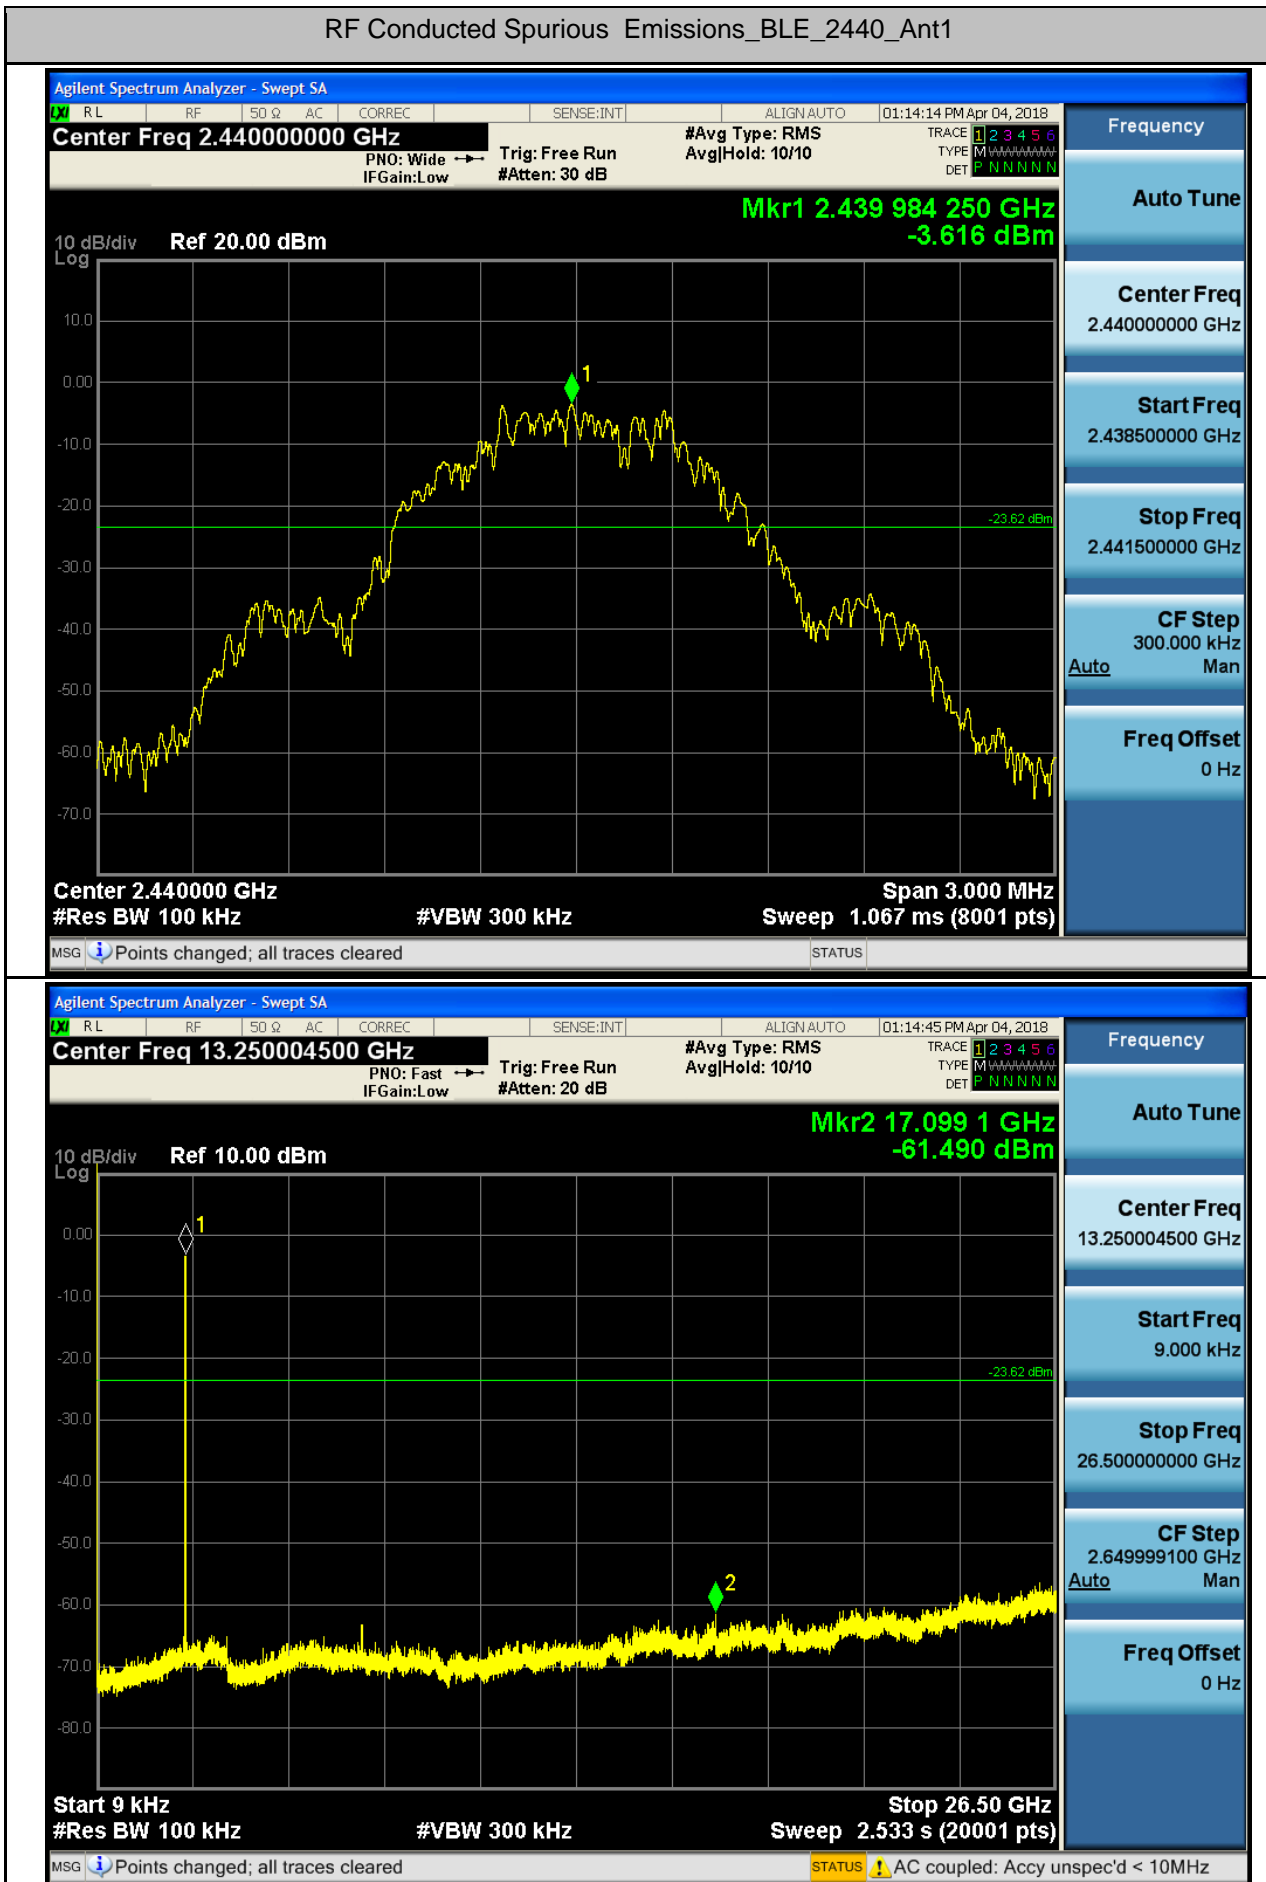 RF Conducted Spurious Emissions_BLE_2440_Ant1
Agilent Spectrum Analyzer - Swept SA
LXI RL RF 50 Ω AC CORREC SENSE:INT ALIGN AUTO 01:14:14 PM Apr 04, 2018
Center Freq 2.440000000 GHz
PNO: Wide
IFGain:Low
Trig: Free Run
#Atten: 30 dB
#Avg Type: RMS
Avg|Hold: 10/10
TRACE 1 2 3 4 5 6
TYPE M WWWWW
DET P N N N N N
Frequency
Mkr1 2.439 984 250 GHz
-3.616 dBm
10 dB/div Ref 20.00 dBm
Log
10.0
0.00
-10.0
-20.0
-30.0
-40.0
-50.0
-60.0
-70.0
1
-23.62 dBm
Center 2.440000 GHz Span 3.000 MHz
#Res BW 100 kHz #VBW 300 kHz Sweep 1.067 ms (8001 pts)
MSG Points changed; all traces cleared STATUS
Auto Tune
Center Freq
2.440000000 GHz
Start Freq
2.438500000 GHz
Stop Freq
2.441500000 GHz
CF Step
300.000 kHz
Auto Man
Freq Offset
0 Hz
Agilent Spectrum Analyzer - Swept SA
LXI RL RF 50 Ω AC CORREC SENSE:INT ALIGN AUTO 01:14:45 PM Apr 04, 2018
Center Freq 13.250004500 GHz
PNO: Fast
IFGain:Low
Trig: Free Run
#Atten: 20 dB
#Avg Type: RMS
Avg|Hold: 10/10
TRACE 1 2 3 4 5 6
TYPE M WWWWW
DET P N N N N N
Frequency
Mkr2 17.099 1 GHz
-61.490 dBm
10 dB/div Ref 10.00 dBm
Log
0.00
-10.0
-20.0
-30.0
-40.0
-50.0
-60.0
-70.0
-80.0
1
-23.62 dBm
2
Start 9 kHz Stop 26.50 GHz
#Res BW 100 kHz #VBW 300 kHz Sweep 2.533 s (20001 pts)
MSG Points changed; all traces cleared STATUS AC coupled: Accy unspec'd < 10MHz
Auto Tune
Center Freq
13.250004500 GHz
Start Freq
9.000 kHz
Stop Freq
26.500000000 GHz
CF Step
2.649999100 GHz
Auto Man
Freq Offset
0 Hz